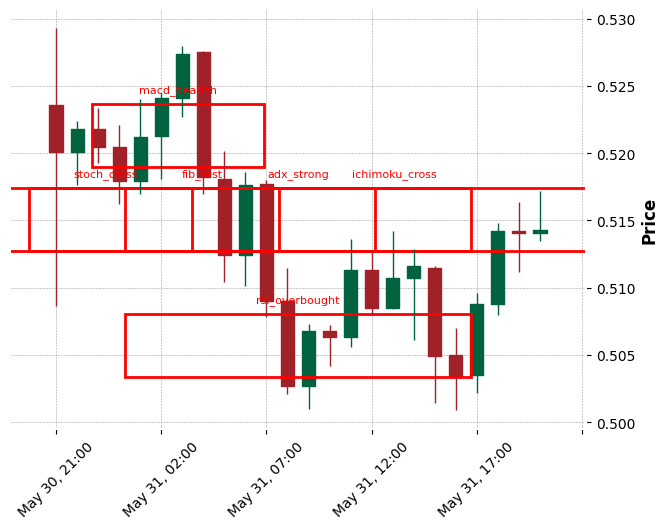 macd_bearish
stoch_cross
fib_test
adx_strong
ichimoku_cross
rsi_overbought
0.530
0.525
0.520
0.515
0.510
0.505
0.500
Price
May 30, 21:00
May 31, 02:00
May 31, 07:00
May 31, 12:00
May 31, 17:00